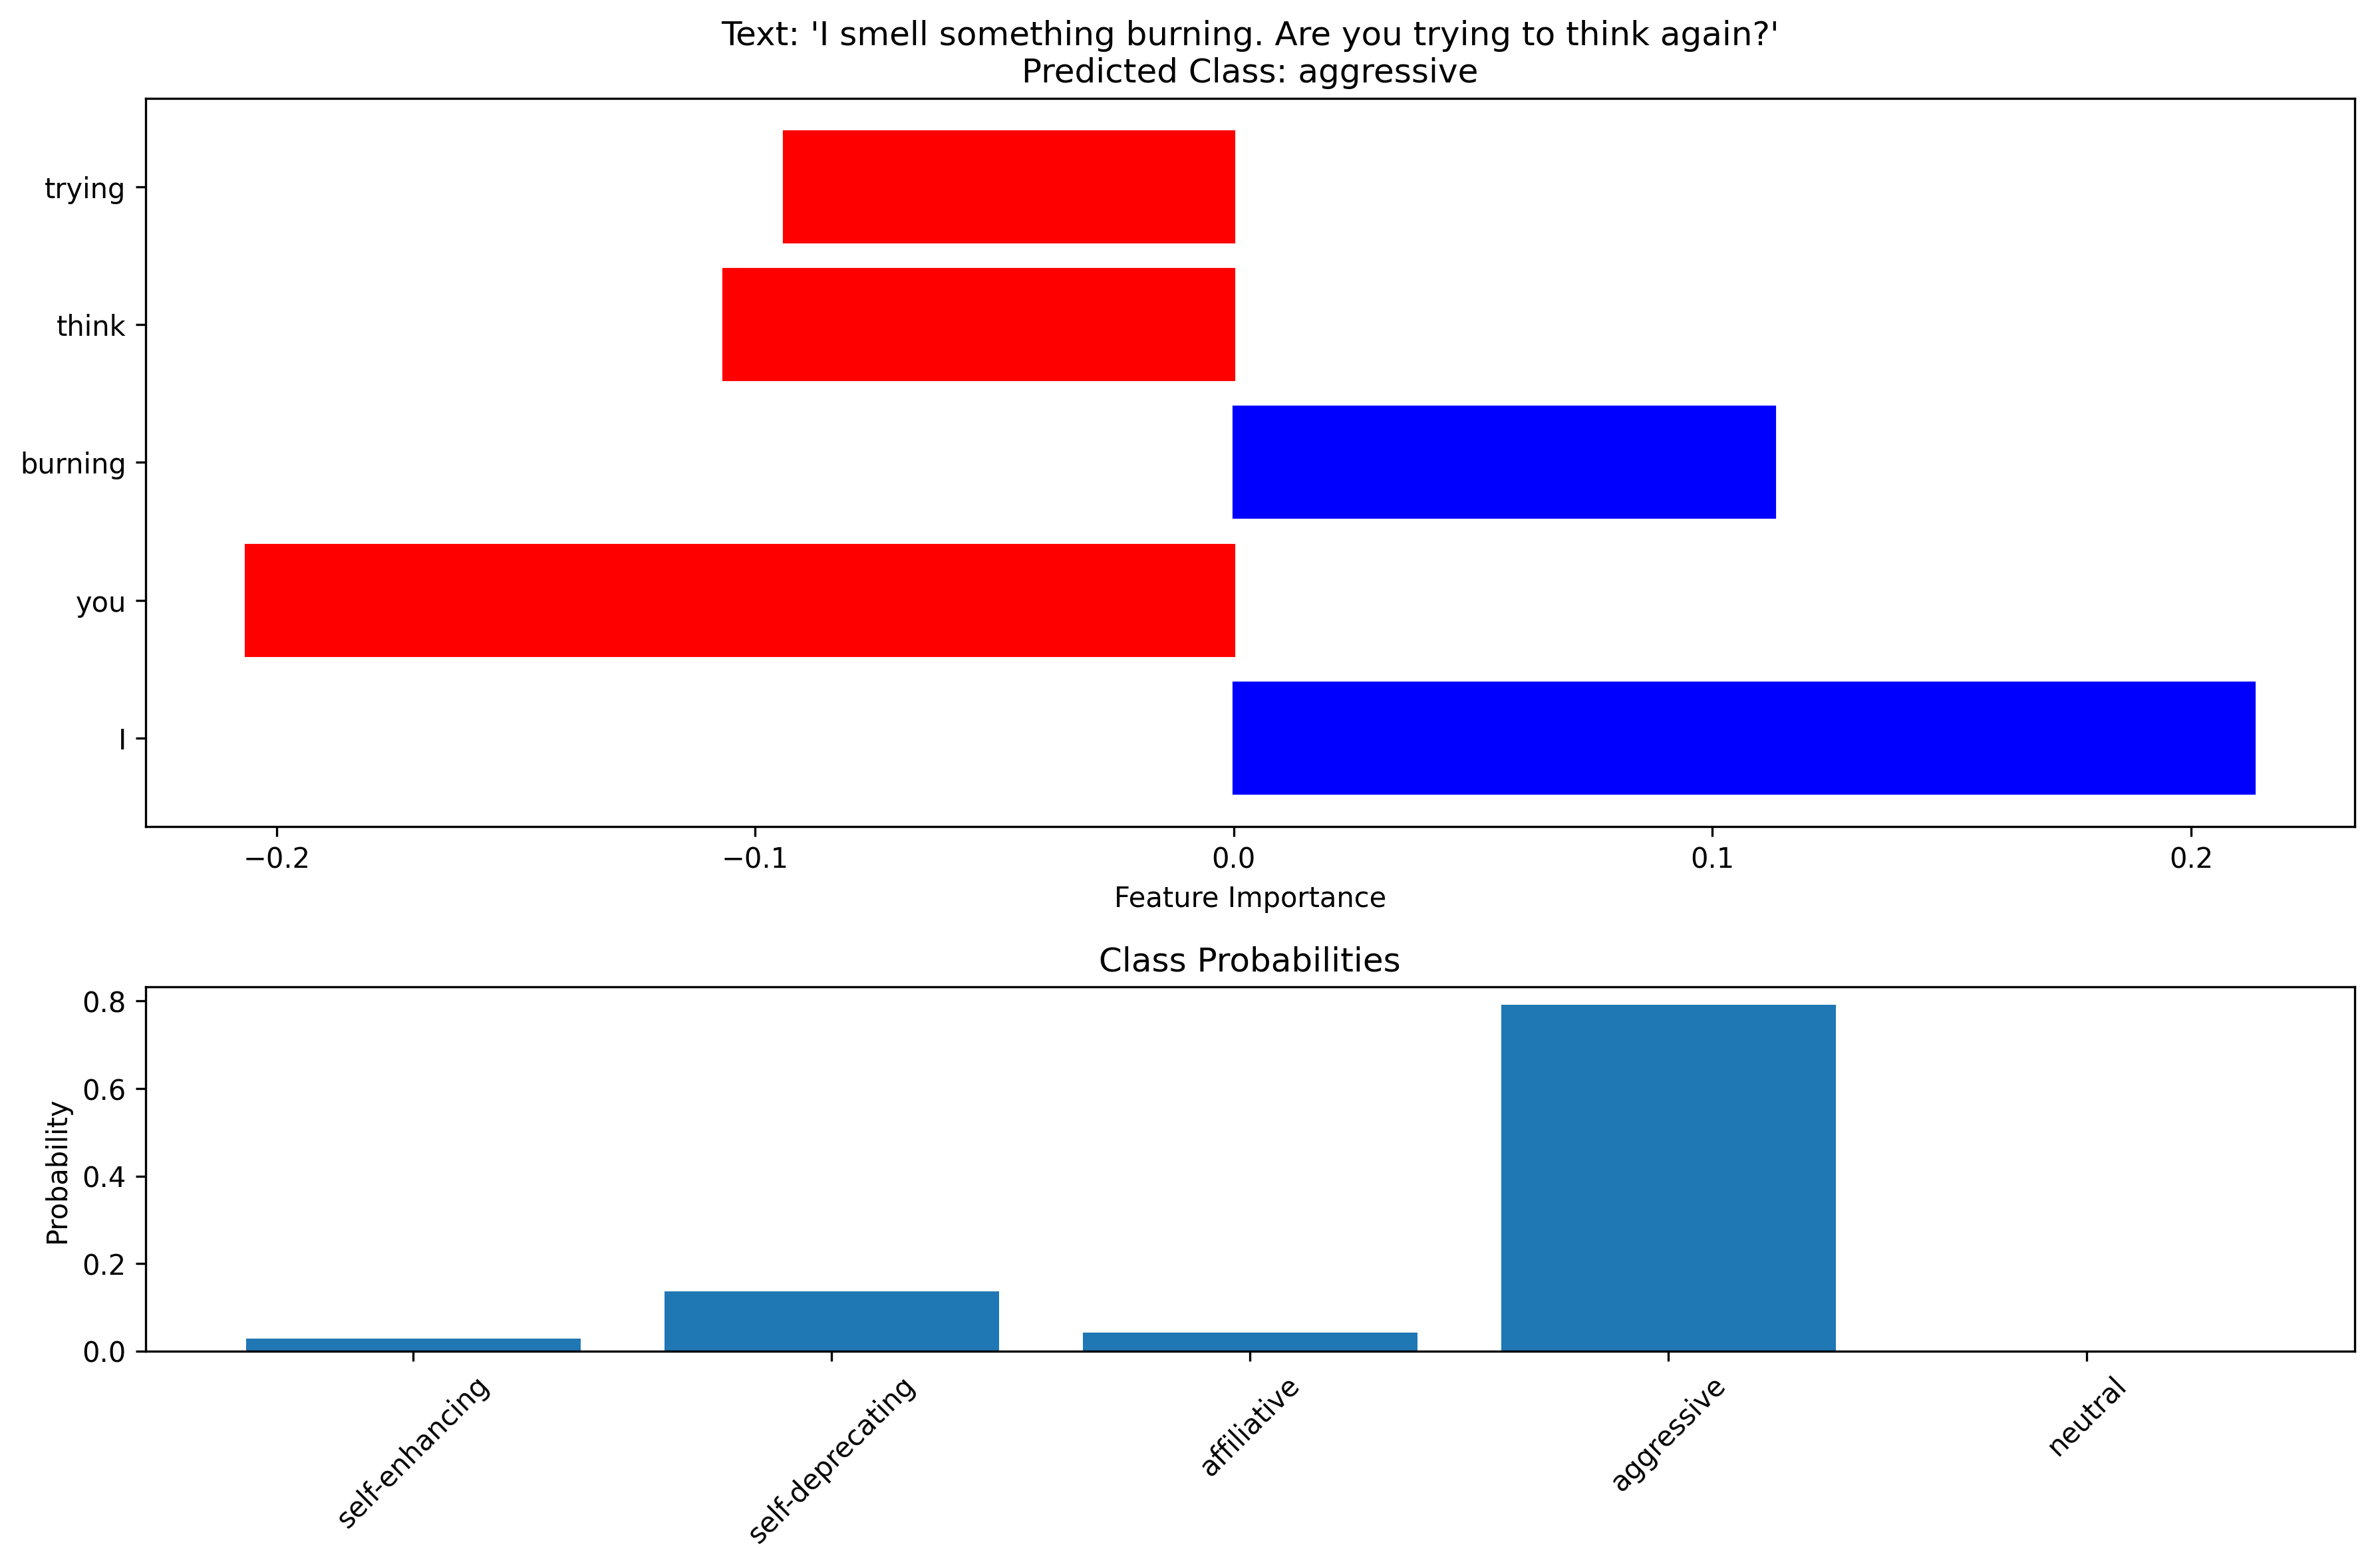 Text: 'I smell something burning. Are you trying to think again?'
Predicted Class: aggressive
trying
think
burning
you
I
−0.2
−0.1
0.0
0.1
0.2
Feature Importance
Class Probabilities
Probability
0.8
0.6
0.4
0.2
0.0
self-enhancing
self-deprecating
affiliative
aggressive
neutral